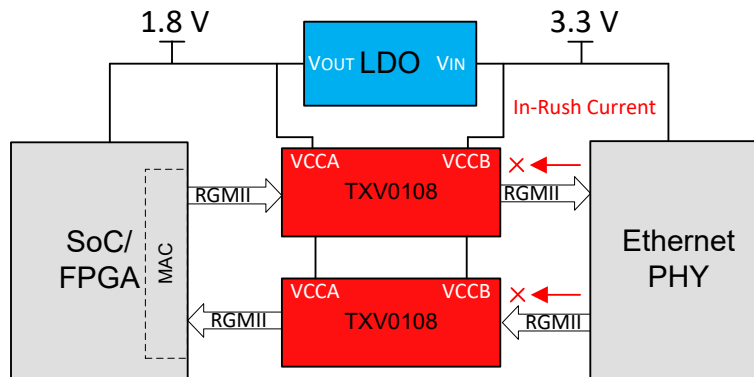 1.8 V
3.3 V
VOUT LDO VIN
In-Rush Current
VCCA VCCB
RGMII
TXV0108
RGMII
SoC/
FPGA
MAC
Ethernet
PHY
VCCA VCCB
RGMII
TXV0108
RGMII